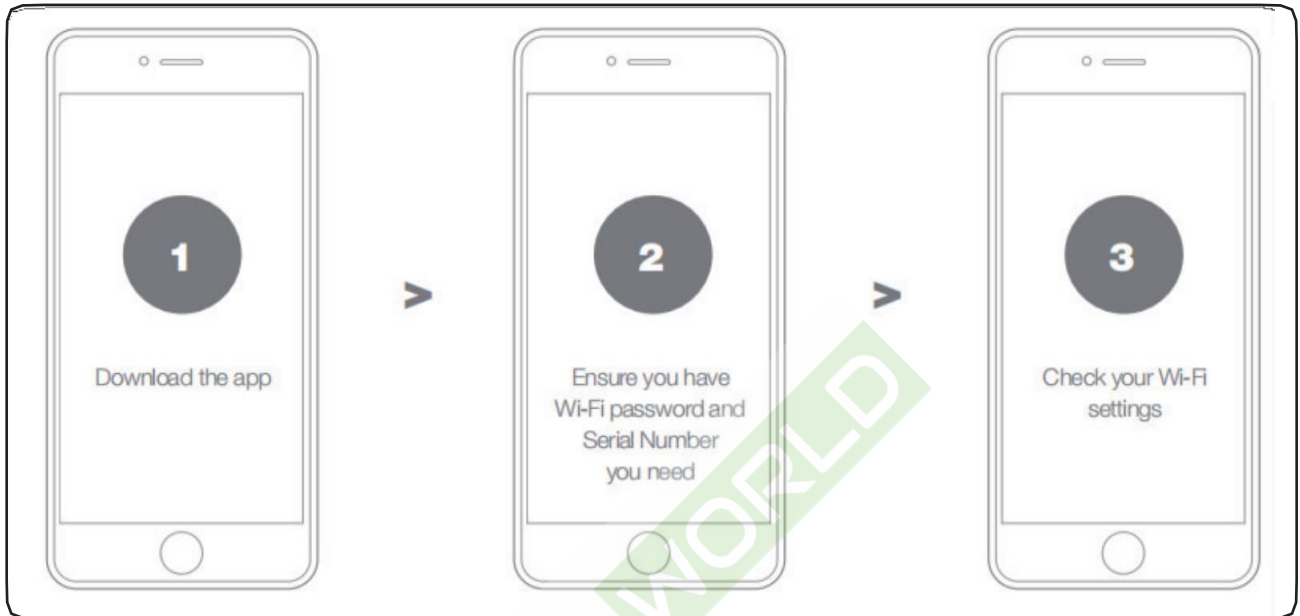 1
Download the app
>
2
Ensure you have
Wi-Fi password and
Serial Number
you need
>
3
Check your Wi-Fi
settings
WORLD